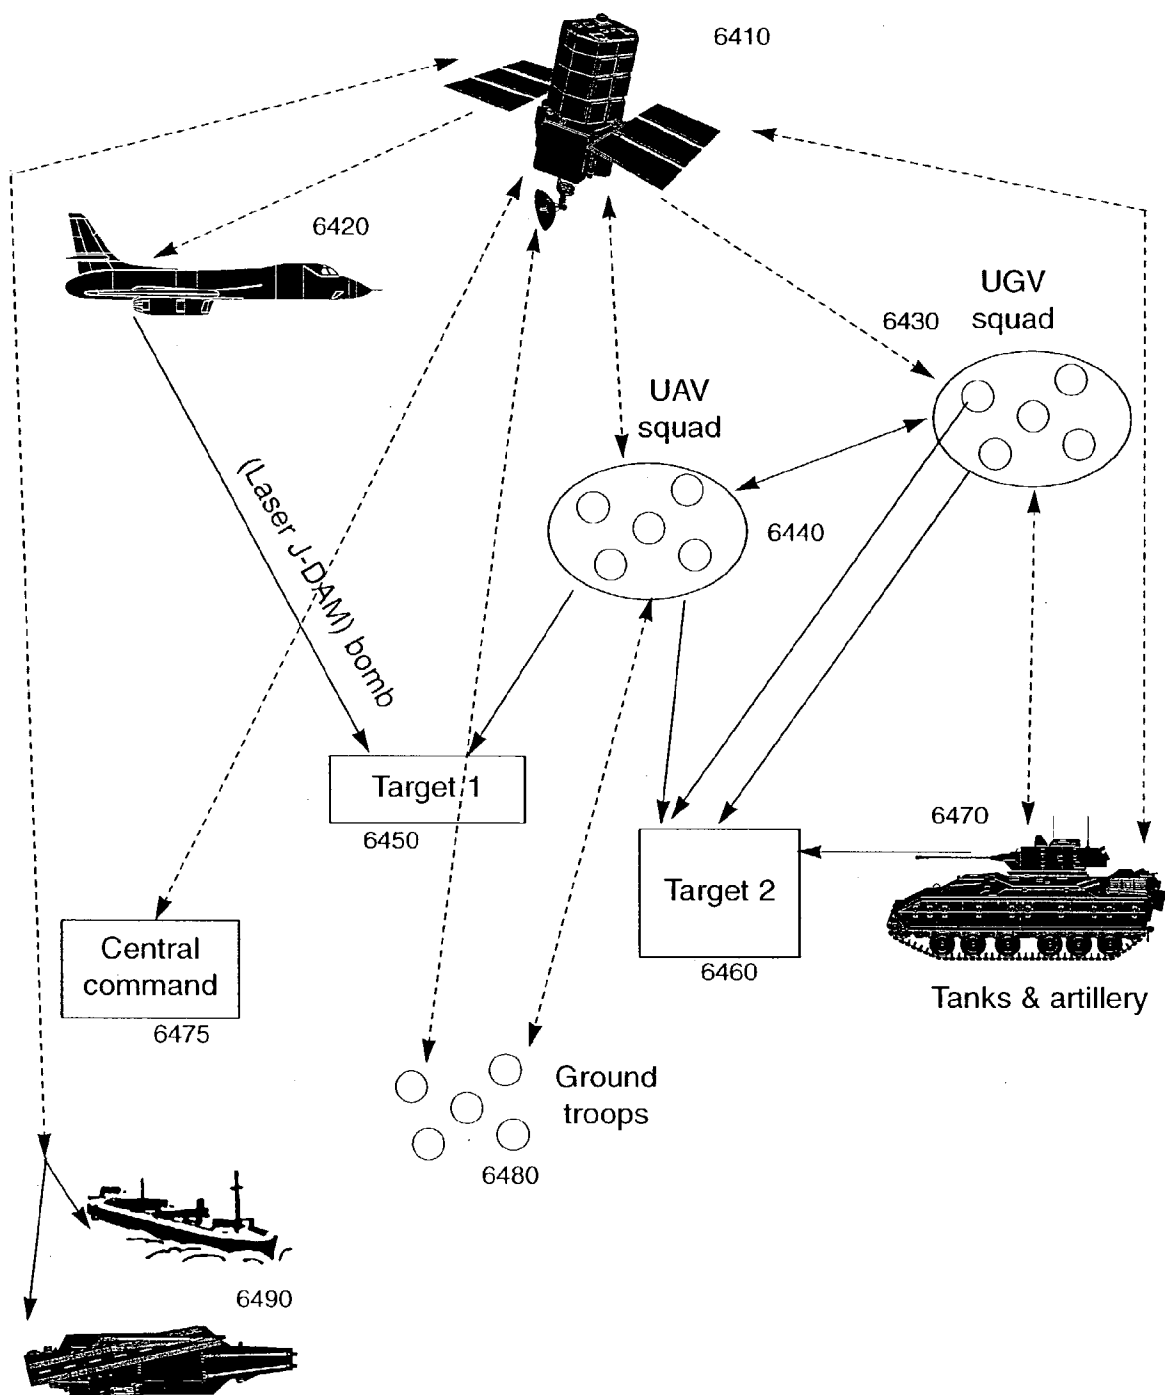 6410
6420
UGV
squad
6430
UAV
squad
6440
(Laser J-DAM) bomb
Target 1
6450
6470
Target 2
6460
Central
command
6475
Tanks & artillery
Ground
troops
6480
6490